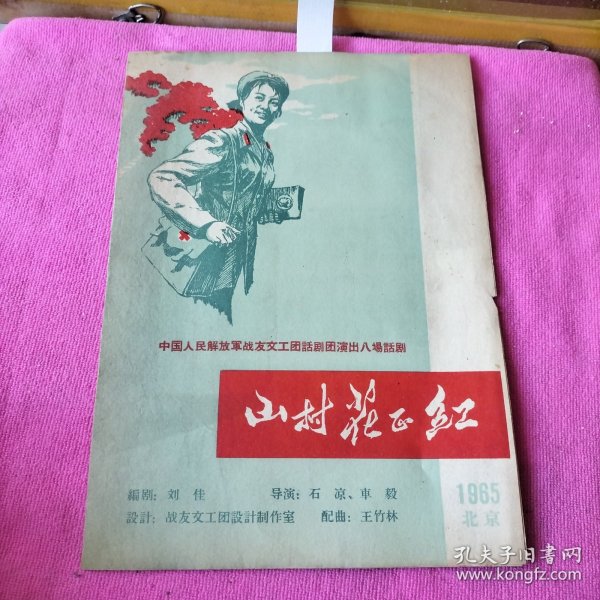 中国人民解放軍战友文工团話剧团演出八場話剧
山村花正紅
編剧：刘佳 导演：石凉、車毅
設計：战友文工团設計制作室 配曲：王竹林
1965
北京
孔夫子旧书网
www.kongfz.com